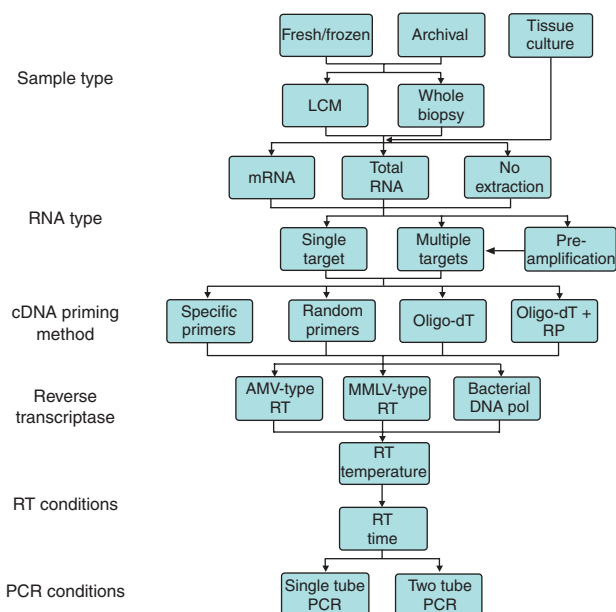 Fresh/frozen
Archival
Tissue
culture
Sample type
LCM
Whole
biopsy
mRNA
Total
RNA
No
extraction
RNA type
Single
target
Multiple
targets
Pre-
amplification
cDNA priming
method
Specific
primers
Random
primers
Oligo-dT
Oligo-dT +
RP
Reverse
transcriptase
AMV-type
RT
MMLV-type
RT
Bacterial
DNA pol
RT
temperature
RT conditions
RT
time
PCR conditions
Single tube
PCR
Two tube
PCR